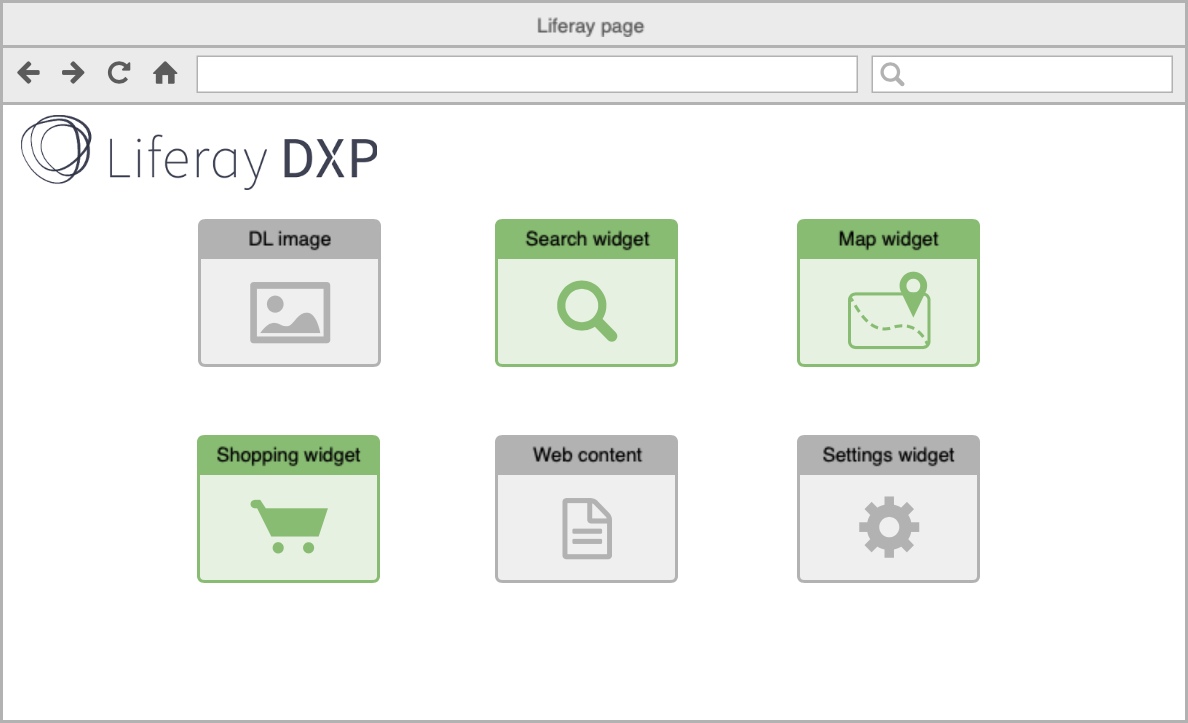 Liferay page
Liferay DXP
DL image
Search widget
Map widget
Shopping widget
Web content
Settings widget